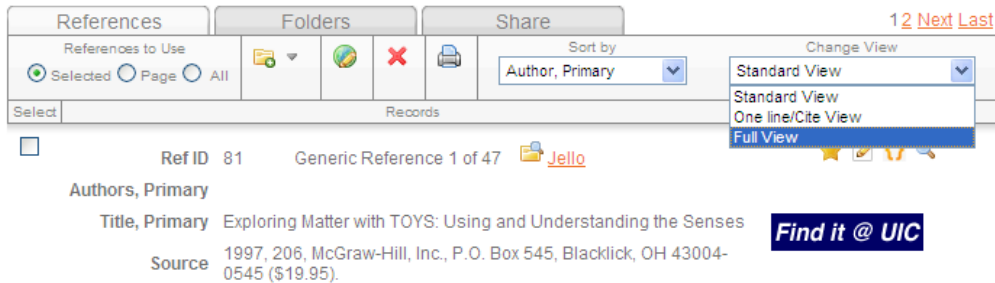 References Folders Share 1 2 Next Last
References to Use Sort by Change View
Selected Page All Author, Primary Standard View
Standard View
One line/Cite View
Full View
Select Records
Ref ID 81 Generic Reference 1 of 47 Jello
Authors, Primary
Title, Primary Exploring Matter with TOYS: Using and Understanding the Senses
Find it @ UIC
Source 1997, 206, McGraw-Hill, Inc., P.O. Box 545, Blacklick, OH 43004-
0545 ($19.95).